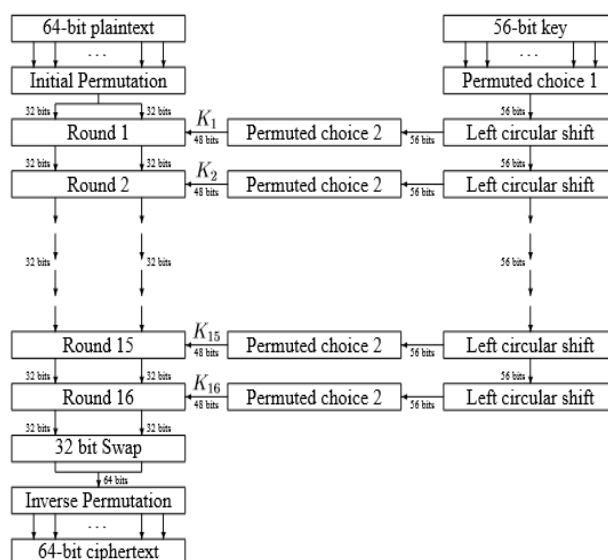 64-bit plaintext 56-bit key
. . . . . .
Initial Permutation Permuted choice 1
32 bits 32 bits 56 bits
Round 1 K₁ 48 bits Permuted choice 2 56 bits Left circular shift
32 bits 32 bits 56 bits
Round 2 K₂ 48 bits Permuted choice 2 56 bits Left circular shift
32 bits 32 bits 56 bits
Round 15 K₁₅ 48 bits Permuted choice 2 56 bits Left circular shift
32 bits 32 bits 56 bits
Round 16 K₁₆ 48 bits Permuted choice 2 56 bits Left circular shift
32 bits 32 bits
32 bit Swap
64 bits
Inverse Permutation
. . .
64-bit ciphertext